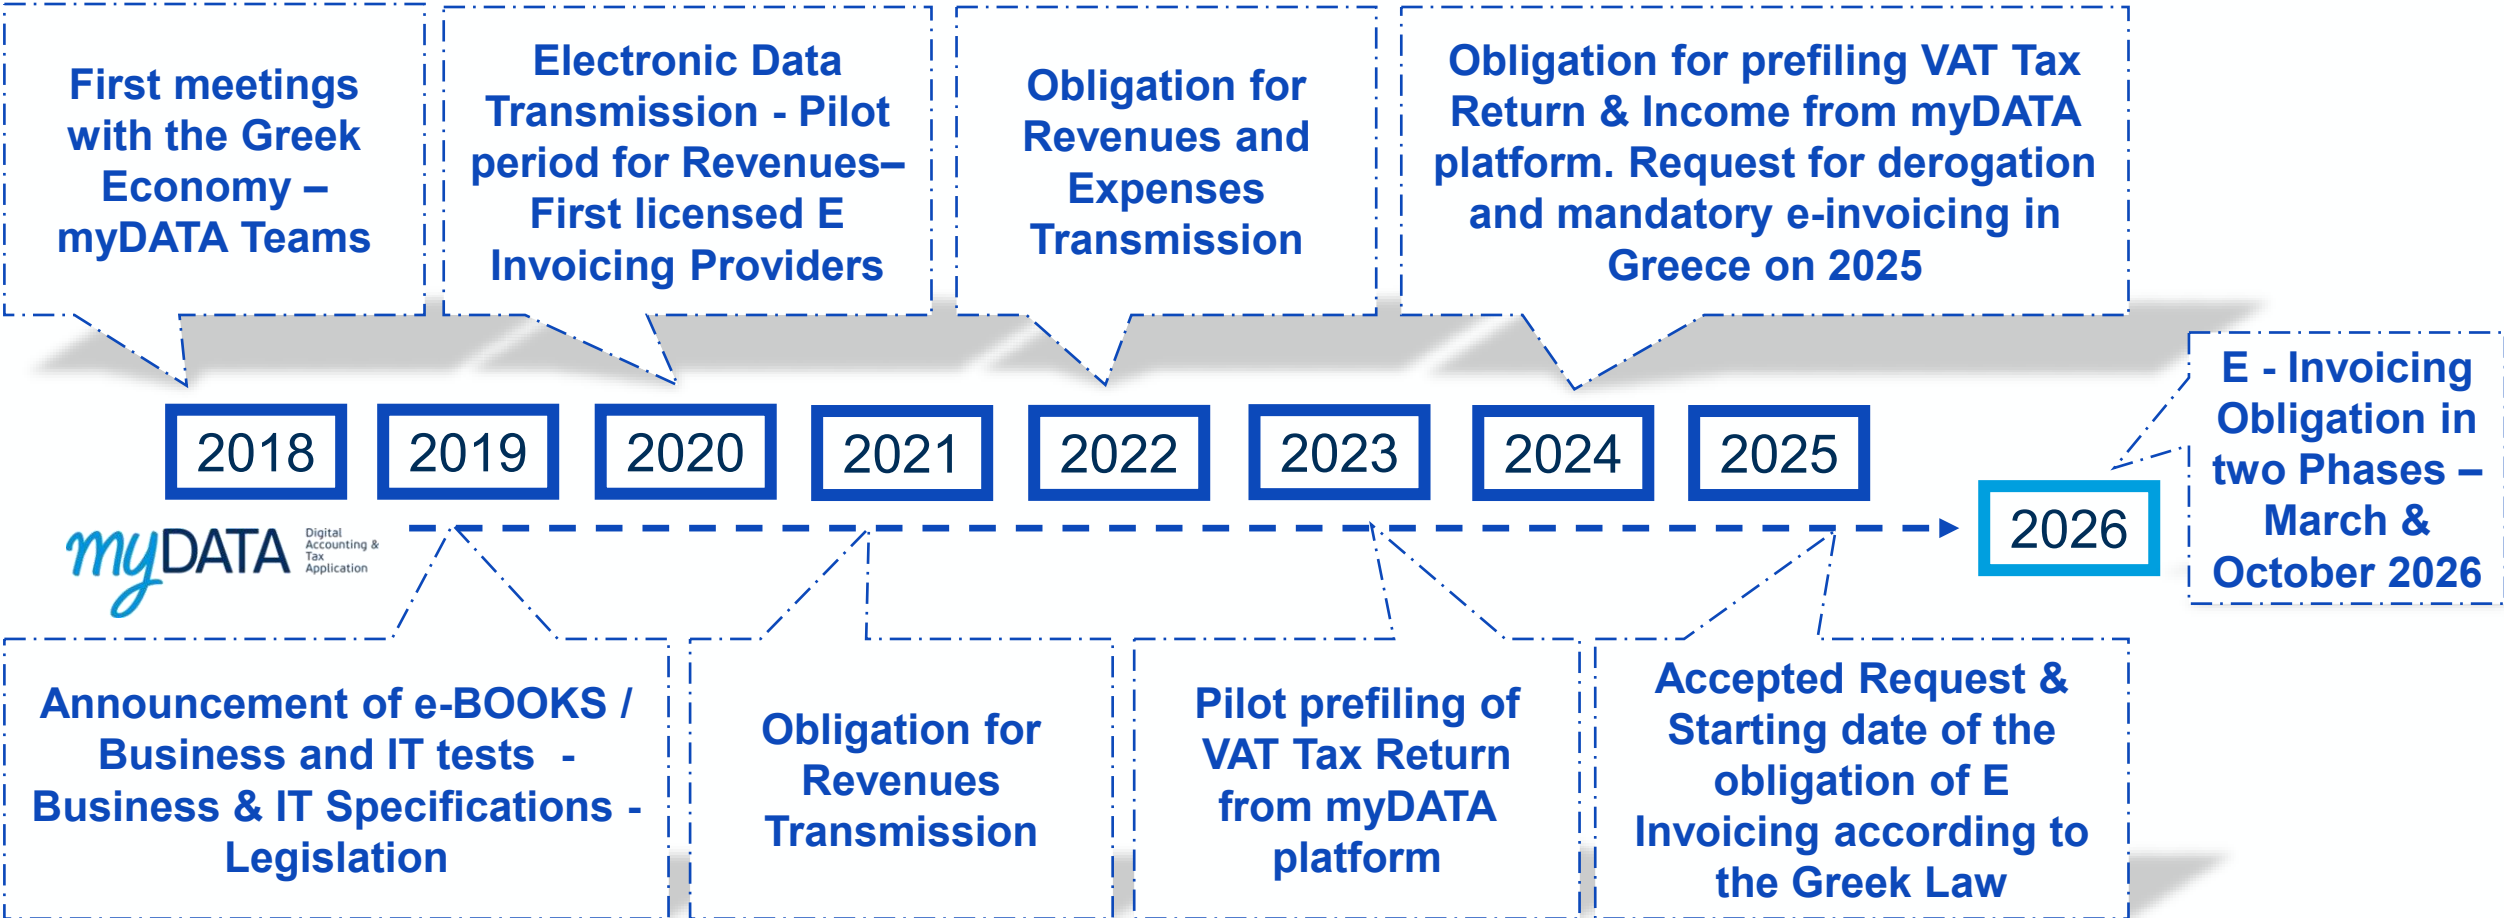 First meetings
with the Greek
Economy –
myDATA Teams
Electronic Data
Transmission - Pilot
period for Revenues–
First licensed E
Invoicing Providers
Obligation for
Revenues and
Expenses
Transmission
Obligation for prefiling VAT Tax
Return & Income from myDATA
platform. Request for derogation
and mandatory e-invoicing in
Greece on 2025
E - Invoicing
Obligation in
two Phases –
March &
October 2026
2018
2019
2020
2021
2022
2023
2024
2025
2026
myDATA
Digital
Accounting &
Tax
Application
Announcement of e-BOOKS /
Business and IT tests -
Business & IT Specifications -
Legislation
Obligation for
Revenues
Transmission
Pilot prefiling of
VAT Tax Return
from myDATA
platform
Accepted Request &
Starting date of the
obligation of E
Invoicing according to
the Greek Law